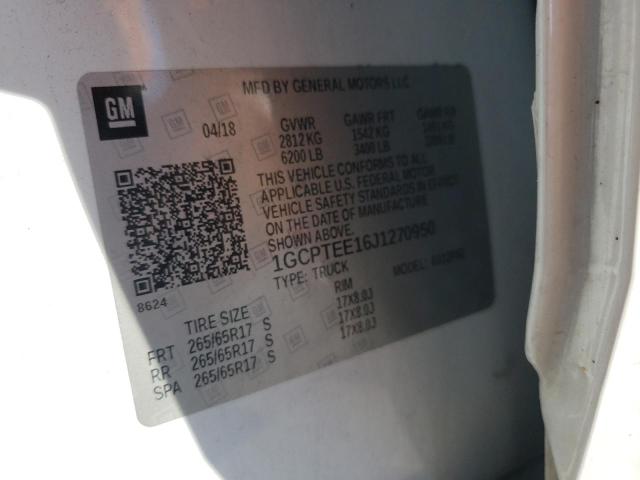 MFD BY GENERAL MOTORS LLC
GM
04/18
GVWR GAWR FRT GAWR RR
2812 KG 1542 KG
6200 LB 3400 LB
THIS VEHICLE CONFORMS TO ALL
APPLICABLE U.S. FEDERAL MOTOR
VEHICLE SAFETY STANDARDS IN EFFECT
ON THE DATE OF MANUFACTURE
SHOWN ABOVE.
1GCPTEE16J1270950
TYPE: TRUCK MODEL:
8624
TIRE SIZE RIM
FRT 265/65R17 S 17X8.0J
RR 265/65R17 S 17X8.0J
SPA 265/65R17 S 17X8.0J